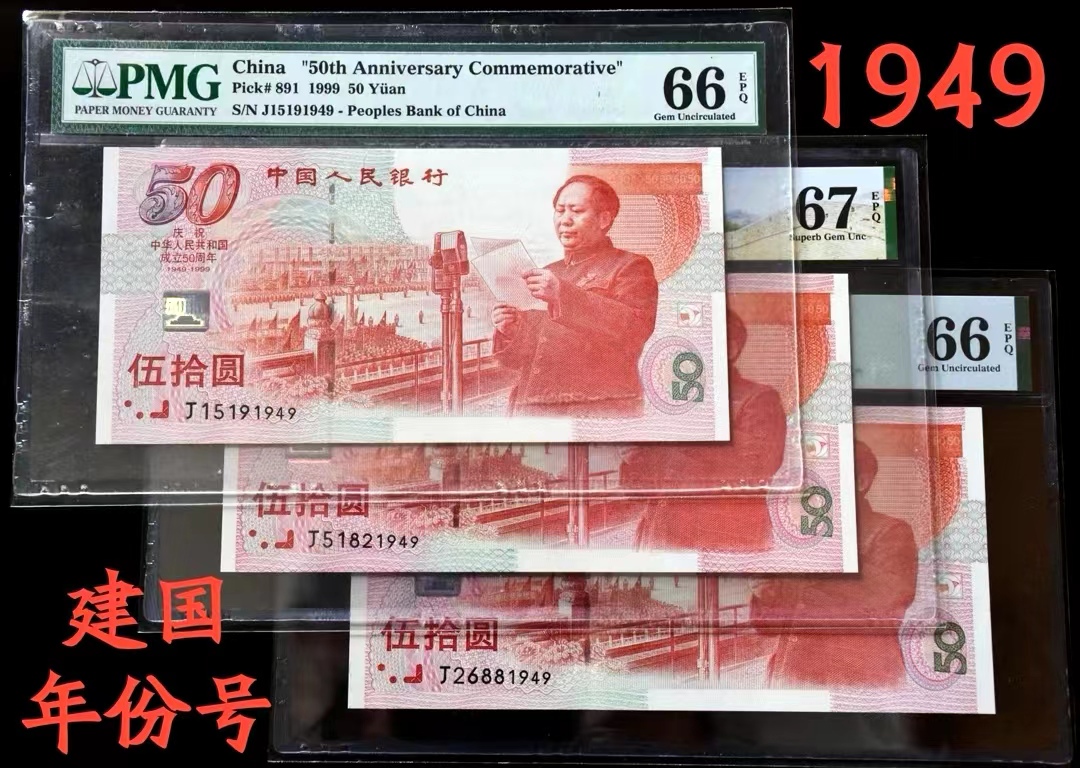 1949
PMG
PAPER MONEY GUARANTY
China "50th Anniversary Commemorative"
Pick# 891 1999 50 Yüan
S/N J15191949 - Peoples Bank of China
66
EPQ
Gem Uncirculated
50
中国人民银行
庆祝
中华人民共和国
成立50周年
1949-1999
伍拾圆
J15191949
50
67
EPQ
Superb Gem Unc
伍拾圆
J51821949
50
66
EPQ
Gem Uncirculated
伍拾圆
J26881949
50
建国
年份号